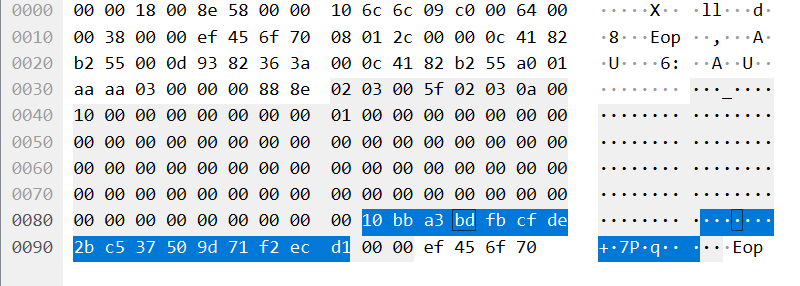 0000 00 00 18 00 8e 58 00 00 10 6c 6c 09 c0 00 64 00 ·····X·· ·ll···d·
0010 00 38 00 00 ef 45 6f 70 08 01 2c 00 00 0c 41 82 ·8···Eop ··,···A·
0020 b2 55 00 0d 93 82 36 3a 00 0c 41 82 b2 55 a0 01 ·U····6: ··A··U··
0030 aa aa 03 00 00 00 88 8e 02 03 00 5f 02 03 0a 00 ········ ···_····
0040 10 00 00 00 00 00 00 00 01 00 00 00 00 00 00 00 ········ ········
0050 00 00 00 00 00 00 00 00 00 00 00 00 00 00 00 00 ········ ········
0060 00 00 00 00 00 00 00 00 00 00 00 00 00 00 00 00 ········ ········
0070 00 00 00 00 00 00 00 00 00 00 00 00 00 00 00 00 ········ ········
0080 00 00 00 00 00 00 00 00 00 10 bb a3 bd fb cf de ········ ········
0090 2b c5 37 50 9d 71 f2 ec d1 00 00 ef 45 6f 70 +·7P·q·· ····Eop